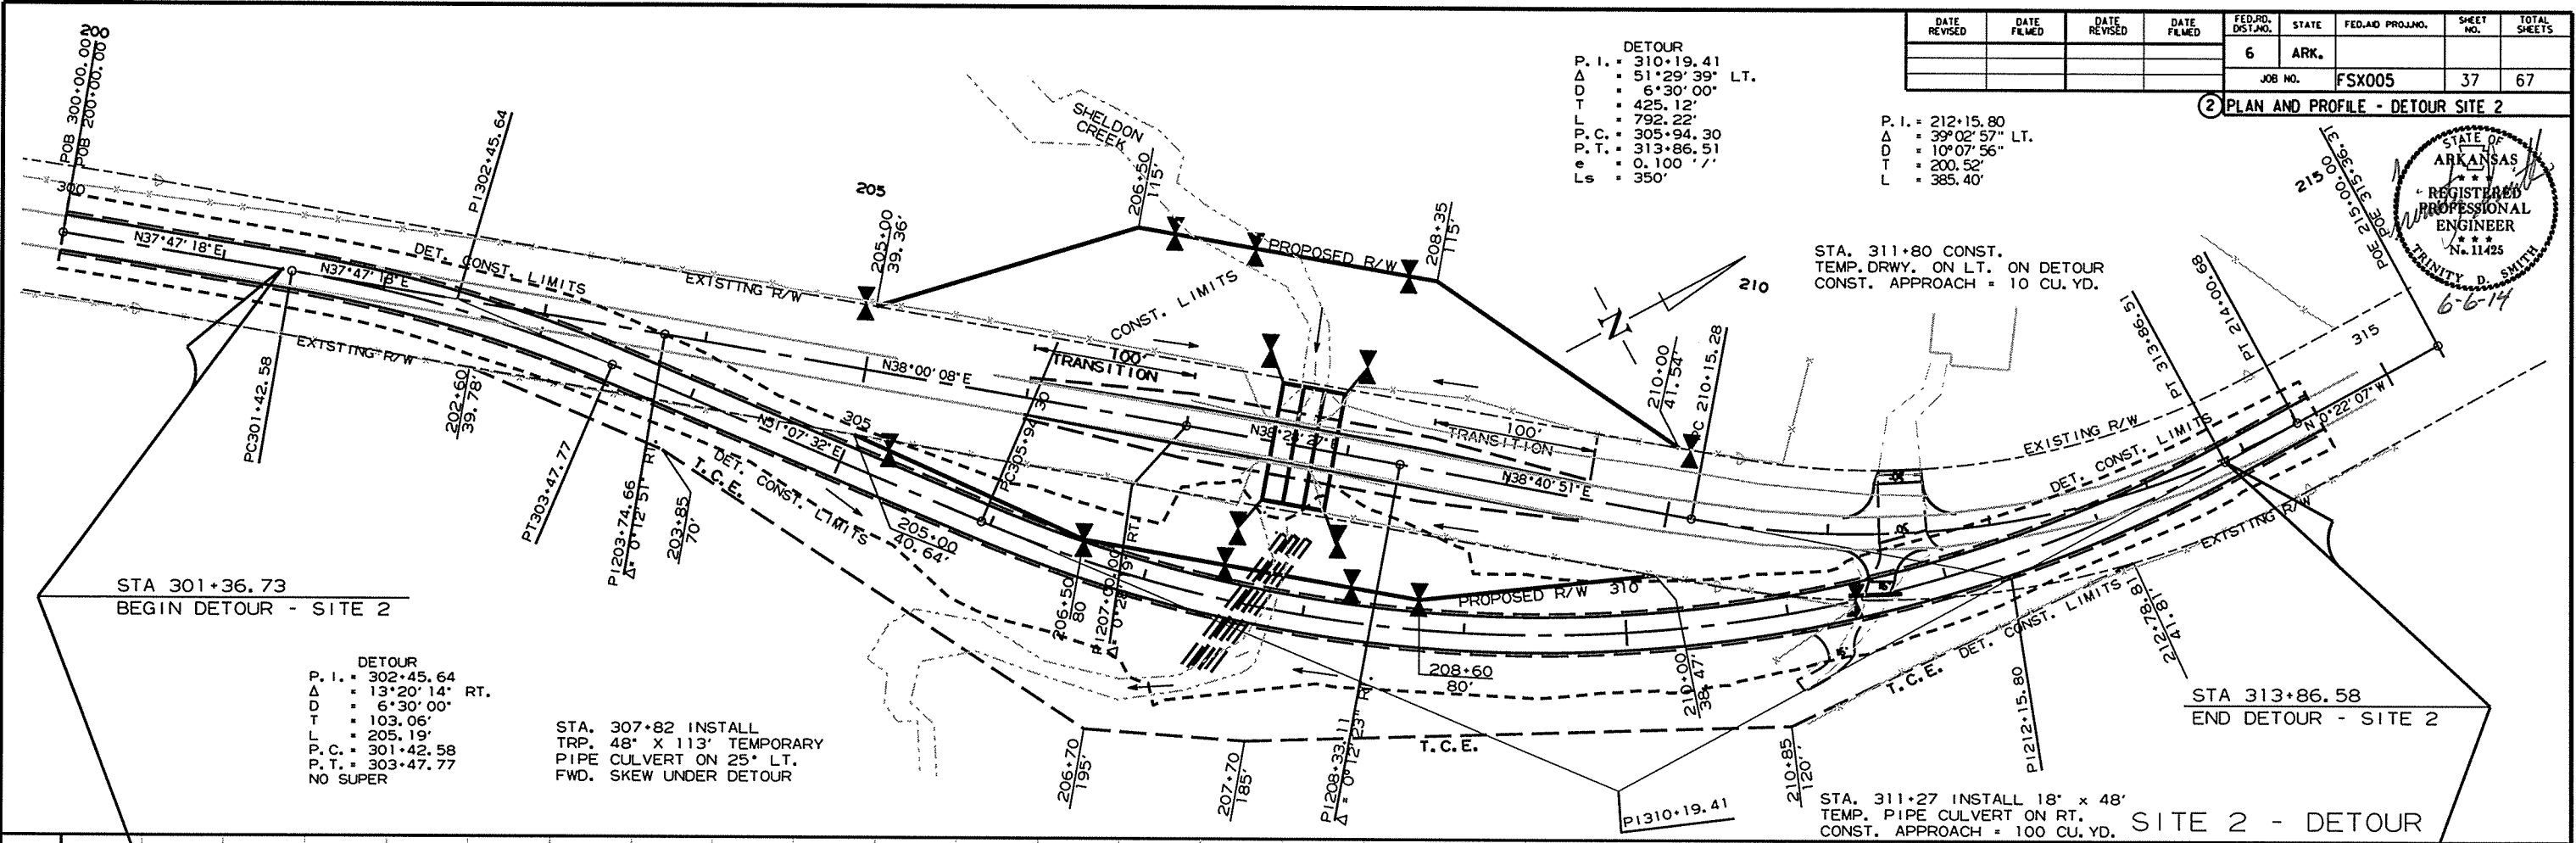 DATE REVISED
DATE FILMED
DATE REVISED
DATE FILMED
FED.RD. DIST.NO.
STATE
FED.AID PROJ.NO.
SHEET NO.
TOTAL SHEETS
6
ARK.
JOB NO.
FSX005
37
67
2
PLAN AND PROFILE - DETOUR SITE 2
STATE OF
ARKANSAS
REGISTERED
PROFESSIONAL
ENGINEER
No. 11425
TRINITY D. SMITH
6-6-14
DETOUR
P.I. = 310+19.41
Δ = 51°29'39" LT.
D = 6°30'00"
T = 425.12'
L = 792.22'
P.C. = 305+94.30
P.T. = 313+86.51
e = 0.100 '/'
Ls = 350'
P.I. = 212+15.80
Δ = 39°02'57" LT.
D = 10°07'56"
T = 200.52'
L = 385.40'
STA. 311+80 CONST.
TEMP. DRWY. ON LT. ON DETOUR
CONST. APPROACH = 10 CU.YD.
POB 300+00.00
POB 200+00.00
200
300
PI302+45.64
SHELDON
CREEK
206+50
115'
205
205+00
39.36'
208+35
115'
PROPOSED R/W
EXISTING R/W
DET. CONST. LIMITS
CONST. LIMITS
N37°47'18"E
N37°47'18"E
EXISTING R/W
PC301+42.58
202+60
39.78'
PT303+47.77
PI203+74.66
Δ= 0°12'51" RT.
203+85
70'
T.C.E.
DET. CONST. LIMITS
N51°07'32"E
305
205+00
40.64'
N38°00'08"E
PC305+94.30
100'
TRANSITION
N38°28'27"E
100'
TRANSITION
N38°40'51"E
N
210
210+00
41.54'
PC 210+15.28
206+50
80
208+60
80'
PROPOSED R/W
310
210+00
38.47'
206+70
195'
207+70
185'
PI208+33.11
Δ = 0°12'23" RT.
T.C.E.
PI310+19.41
210+85
120'
T.C.E.
DET. CONST. LIMITS
PI212+15.80
212+78.81
41.81'
EXISTING R/W
DET. CONST. LIMITS
EXISTING R/W
PT 313+86.51
PT 214+00.68
N 0°22'07"W
315
215
POE 215+00.00
POE 315+36.31
STA 301+36.73
BEGIN DETOUR - SITE 2
DETOUR
P.I. = 302+45.64
Δ = 13°20'14" RT.
D = 6°30'00"
T = 103.06'
L = 205.19'
P.C. = 301+42.58
P.T. = 303+47.77
NO SUPER
STA. 307+82 INSTALL
TRP. 48" X 113' TEMPORARY
PIPE CULVERT ON 25° LT.
FWD. SKEW UNDER DETOUR
STA 313+86.58
END DETOUR - SITE 2
STA. 311+27 INSTALL 18" x 48'
TEMP. PIPE CULVERT ON RT.
CONST. APPROACH = 100 CU.YD.
SITE 2 - DETOUR